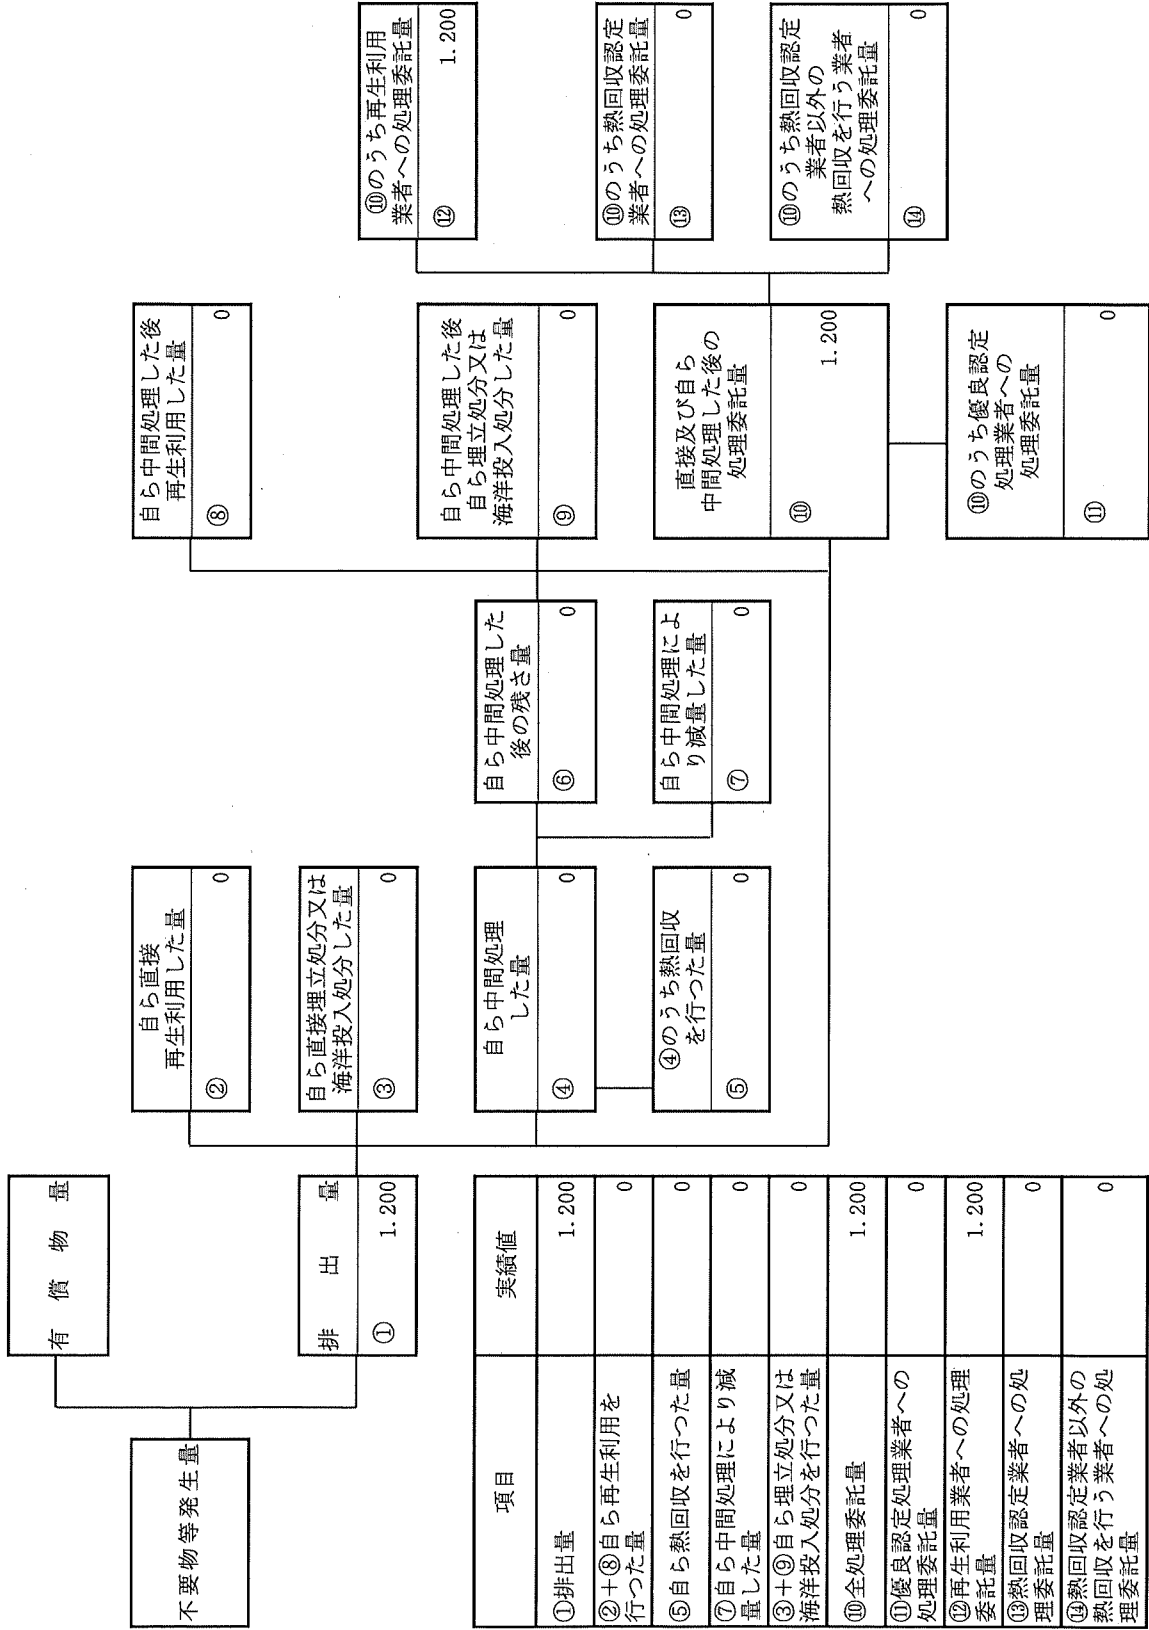 不要物等発生量
有償物量
排出量
① 1.200
自ら直接
再生利用した量
② 0
自ら直接埋立処分又は
海洋投入処分した量
③ 0
自ら中間処理
した量
④ 0
④のうち熱回収
を行つた量
⑤ 0
自ら中間処理した
後の残さ量
⑥ 0
自ら中間処理によ
り減量した量
⑦ 0
自ら中間処理した後
再生利用した量
⑧ 0
自ら中間処理した後
自ら埋立処分又は
海洋投入処分した量
⑨ 0
直接及び自ら
中間処理した後の
処理委託量
⑩ 1.200
⑩のうち優良認定
処理業者への
処理委託量
⑪ 0
⑩のうち再生利用
業者への処理委託量
⑫ 1.200
⑩のうち熱回収認定
業者への処理委託量
⑬ 0
⑩のうち熱回収認定
業者以外の
熱回収を行う業者
への処理委託量
⑭ 0
項目 実績値
①排出量 1.200
②+⑧自ら再生利用を
行つた量 0
⑤自ら熱回収を行つた量 0
⑦自ら中間処理により減
量した量 0
③+⑨自ら埋立処分又は
海洋投入処分を行つた量 0
⑩全処理委託量 1.200
⑪優良認定処理業者への
処理委託量 0
⑫再生利用業者への処理
委託量 1.200
⑬熱回収認定業者への処
理委託量 0
⑭熱回収認定業者以外の
熱回収を行う業者への処
理委託量 0